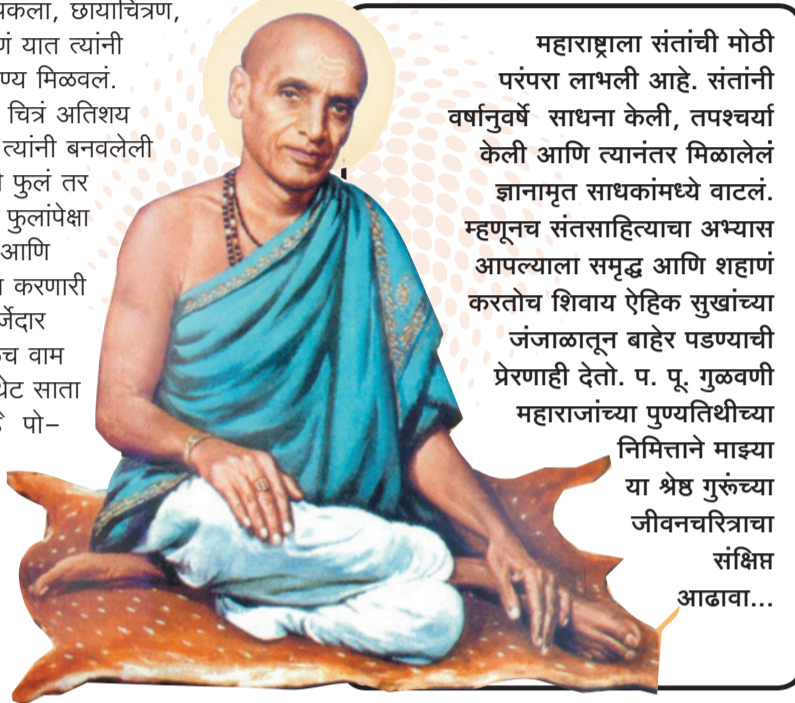 छायाचित्रण,
यात त्यांनी
मिळवलं.
चित्रं अतिशय
त्यांनी बनवलेली
फुलं तर
फुलांपेक्षा
आणि
करणारी
वाम
थेट साता
पो–
महाराष्ट्राला संतांची मोठी
परंपरा लाभली आहे. संतांनी
वर्षानुवर्षे साधना केली, तपश्चर्या
केली आणि त्यानंतर मिळालेलं
ज्ञानामृत साधकांमध्ये वाटलं.
म्हणूनच संतसाहित्याचा अभ्यास
आपल्याला समृद्ध आणि शहाणं
करतोच शिवाय ऐहिक सुखांच्या
जंजाळातून बाहेर पडण्याची
प्रेरणाही देतो. प. पू. गुळवणी
महाराजांच्या पुण्यतिथीच्या
निमित्ताने माझ्या
या श्रेष्ठ गुरूंच्या
जीवनचरित्राचा
संक्षिप्त
आढावा...